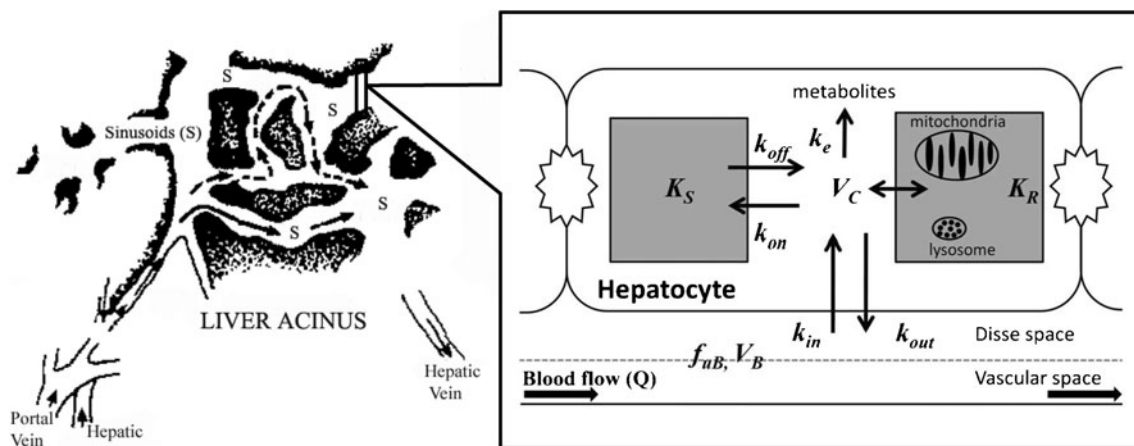 S
S
Sinusoids (S)
S
S
LIVER ACINUS
Portal
Vein
Hepatic
Hepatic
Vein
metabolites
mitochondria
k_off
k_e
K_S
V_C
K_R
k_on
lysosome
Hepatocyte
k_in
k_out
Disse space
f_uB, V_B
Blood flow (Q)
Vascular space